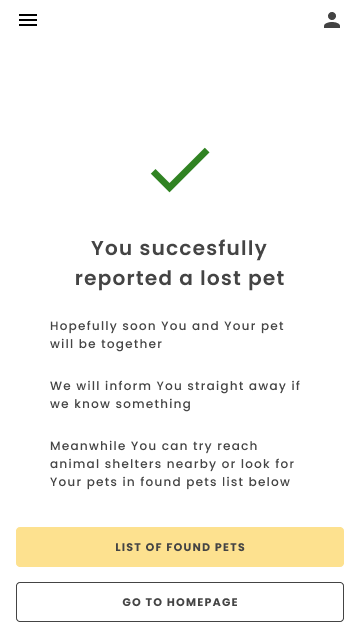 You succesfully
reported a lost pet
Hopefully soon You and Your pet
will be together
We will inform You straight away if
we know something
Meanwhile You can try reach
animal shelters nearby or look for
Your pets in found pets list below
LIST OF FOUND PETS
GO TO HOMEPAGE